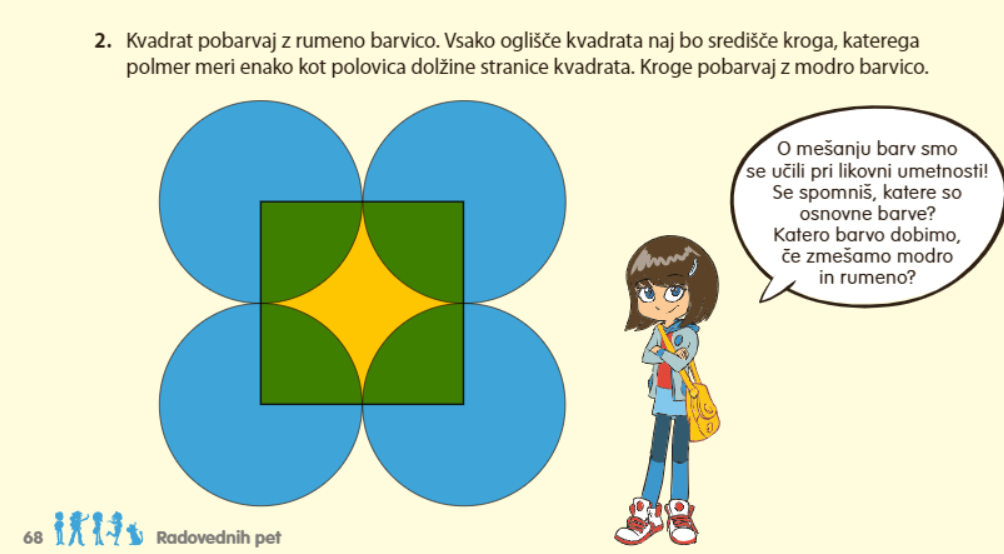 2. Kvadrat pobarvaj z rumeno barvico. Vsako oglišče kvadrata naj bo središče kroga, katerega
polmer meri enako kot polovica dolžine stranice kvadrata. Kroge pobarvaj z modro barvico.
O mešanju barv smo
se učili pri likovni umetnosti!
Se spomniš, katere so
osnovne barve?
Katero barvo dobimo,
če zmešamo modro
in rumeno?
68 Radovednih pet